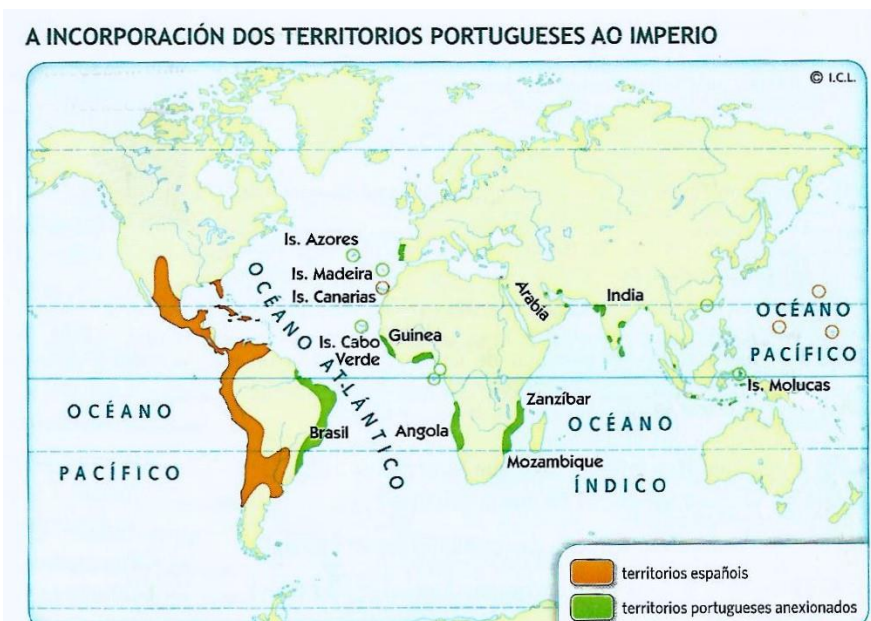 A INCORPORACIÓN DOS TERRITORIOS PORTUGUESES AO IMPERIO
© I.C.L.
Is. Azores
Is. Madeira
Is. Canarias
Is. Cabo
Verde
Guinea
Arabia
India
OCÉANO
PACÍFICO
Is. Molucas
OCÉANO ATLÁNTICO
OCÉANO
PACÍFICO
Brasil
Angola
Zanzíbar
Mozambique
OCÉANO
ÍNDICO
territorios españois
territorios portugueses anexionados